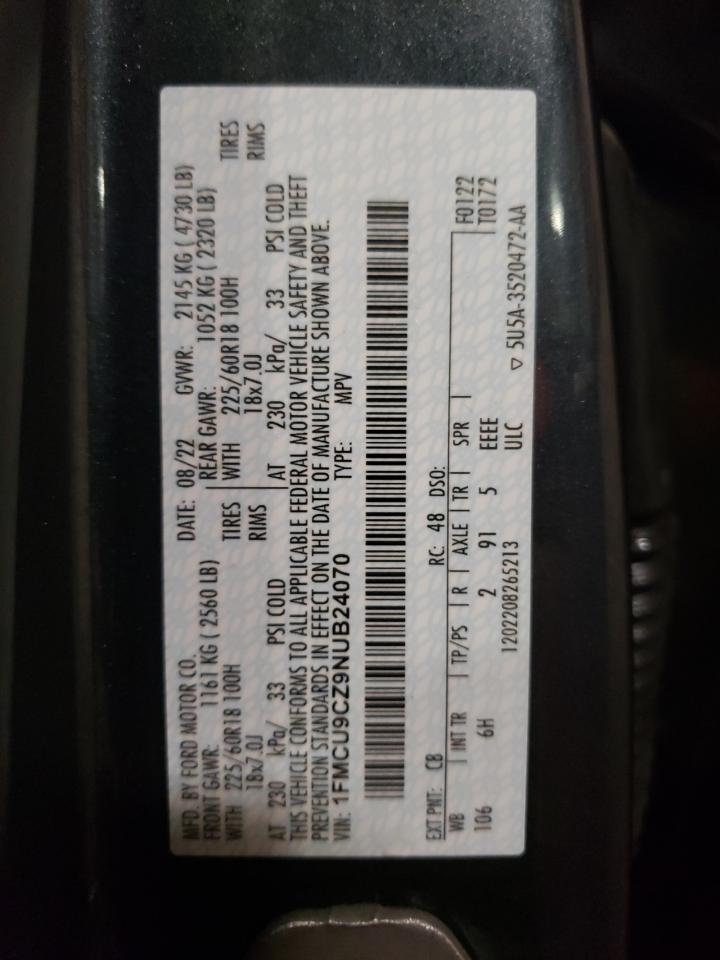 MFD. BY FORD MOTOR CO. DATE: 08/22 GVWR: 2145 KG ( 4730 LB)
FRONT GAWR: 1161 KG ( 2560 LB) REAR GAWR: 1052 KG ( 2320 LB)
WITH 225/60R18 100H TIRES WITH 225/60R18 100H TIRES
18x7.0J RIMS 18x7.0J RIMS
AT 230 kPa/ 33 PSI COLD AT 230 kPa/ 33 PSI COLD
THIS VEHICLE CONFORMS TO ALL APPLICABLE FEDERAL MOTOR VEHICLE SAFETY AND THEFT
PREVENTION STANDARDS IN EFFECT ON THE DATE OF MANUFACTURE SHOWN ABOVE.
VIN: 1FMCU9CZ9NUB24070 TYPE: MPV
EXT PNT: CB RC: 48 DSO:
WB INT TR TP/PS R AXLE TR SPR F0122
106 6H 2 91 5 EEEE T0172
1202208265213 ULC ▽ 5U5A-3520472-AA